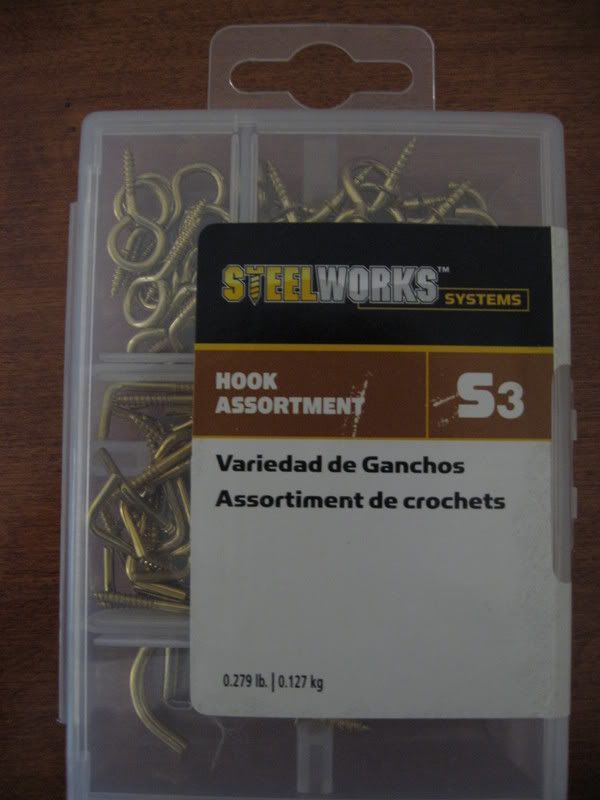 STEELWORKS™
SYSTEMS
HOOK
ASSORTMENT
S3
Variedad de Ganchos
Assortiment de crochets
0.279 lb. | 0.127 kg